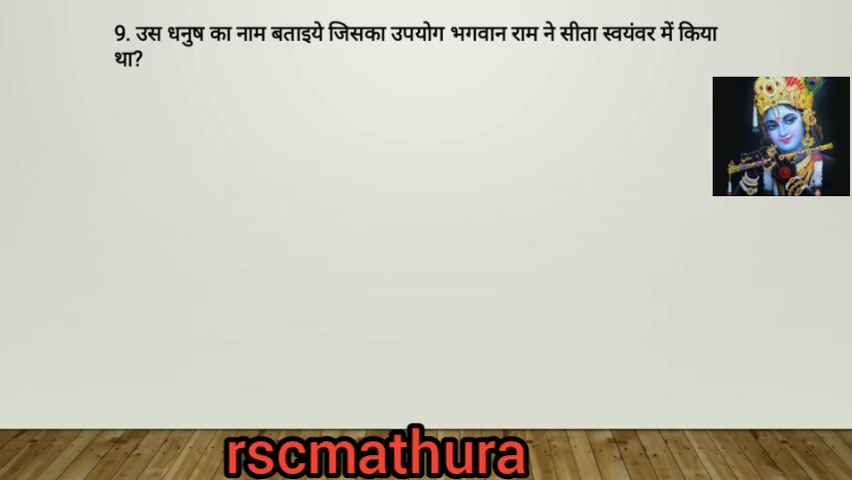 9. उस धनुष का नाम बताइये जिसका उपयोग भगवान राम ने सीता स्वयंवर में किया
था?
rscmathura